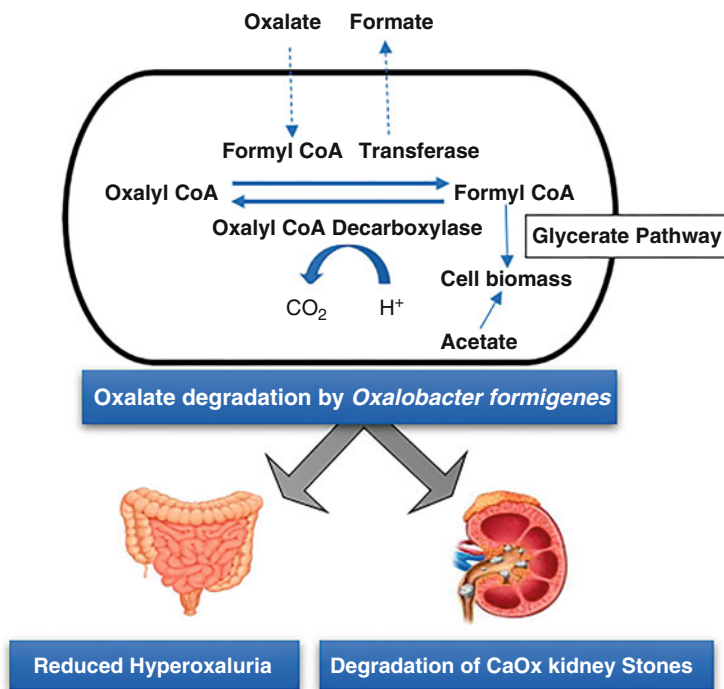 Oxalate Formate
Formyl CoA Transferase
Oxalyl CoA Formyl CoA
Oxalyl CoA Decarboxylase
Glycerate Pathway
Cell biomass
CO₂ H⁺
Acetate
Oxalate degradation by Oxalobacter formigenes
Reduced Hyperoxaluria
Degradation of CaOx kidney Stones